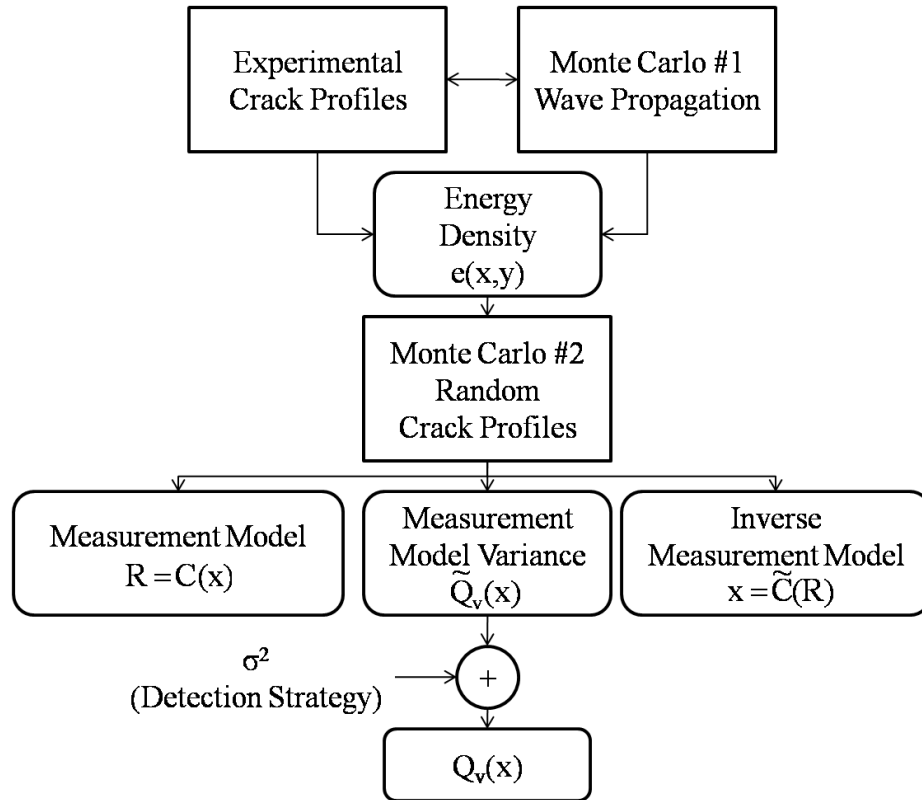 Experimental
Crack Profiles
Monte Carlo #1
Wave Propagation
Energy
Density
e(x,y)
Monte Carlo #2
Random
Crack Profiles
Measurement Model
R = C(x)
Measurement
Model Variance
Q̃ᵥ(x)
Inverse
Measurement Model
x = C̃(R)
σ²
(Detection Strategy)
+
Qᵥ(x)